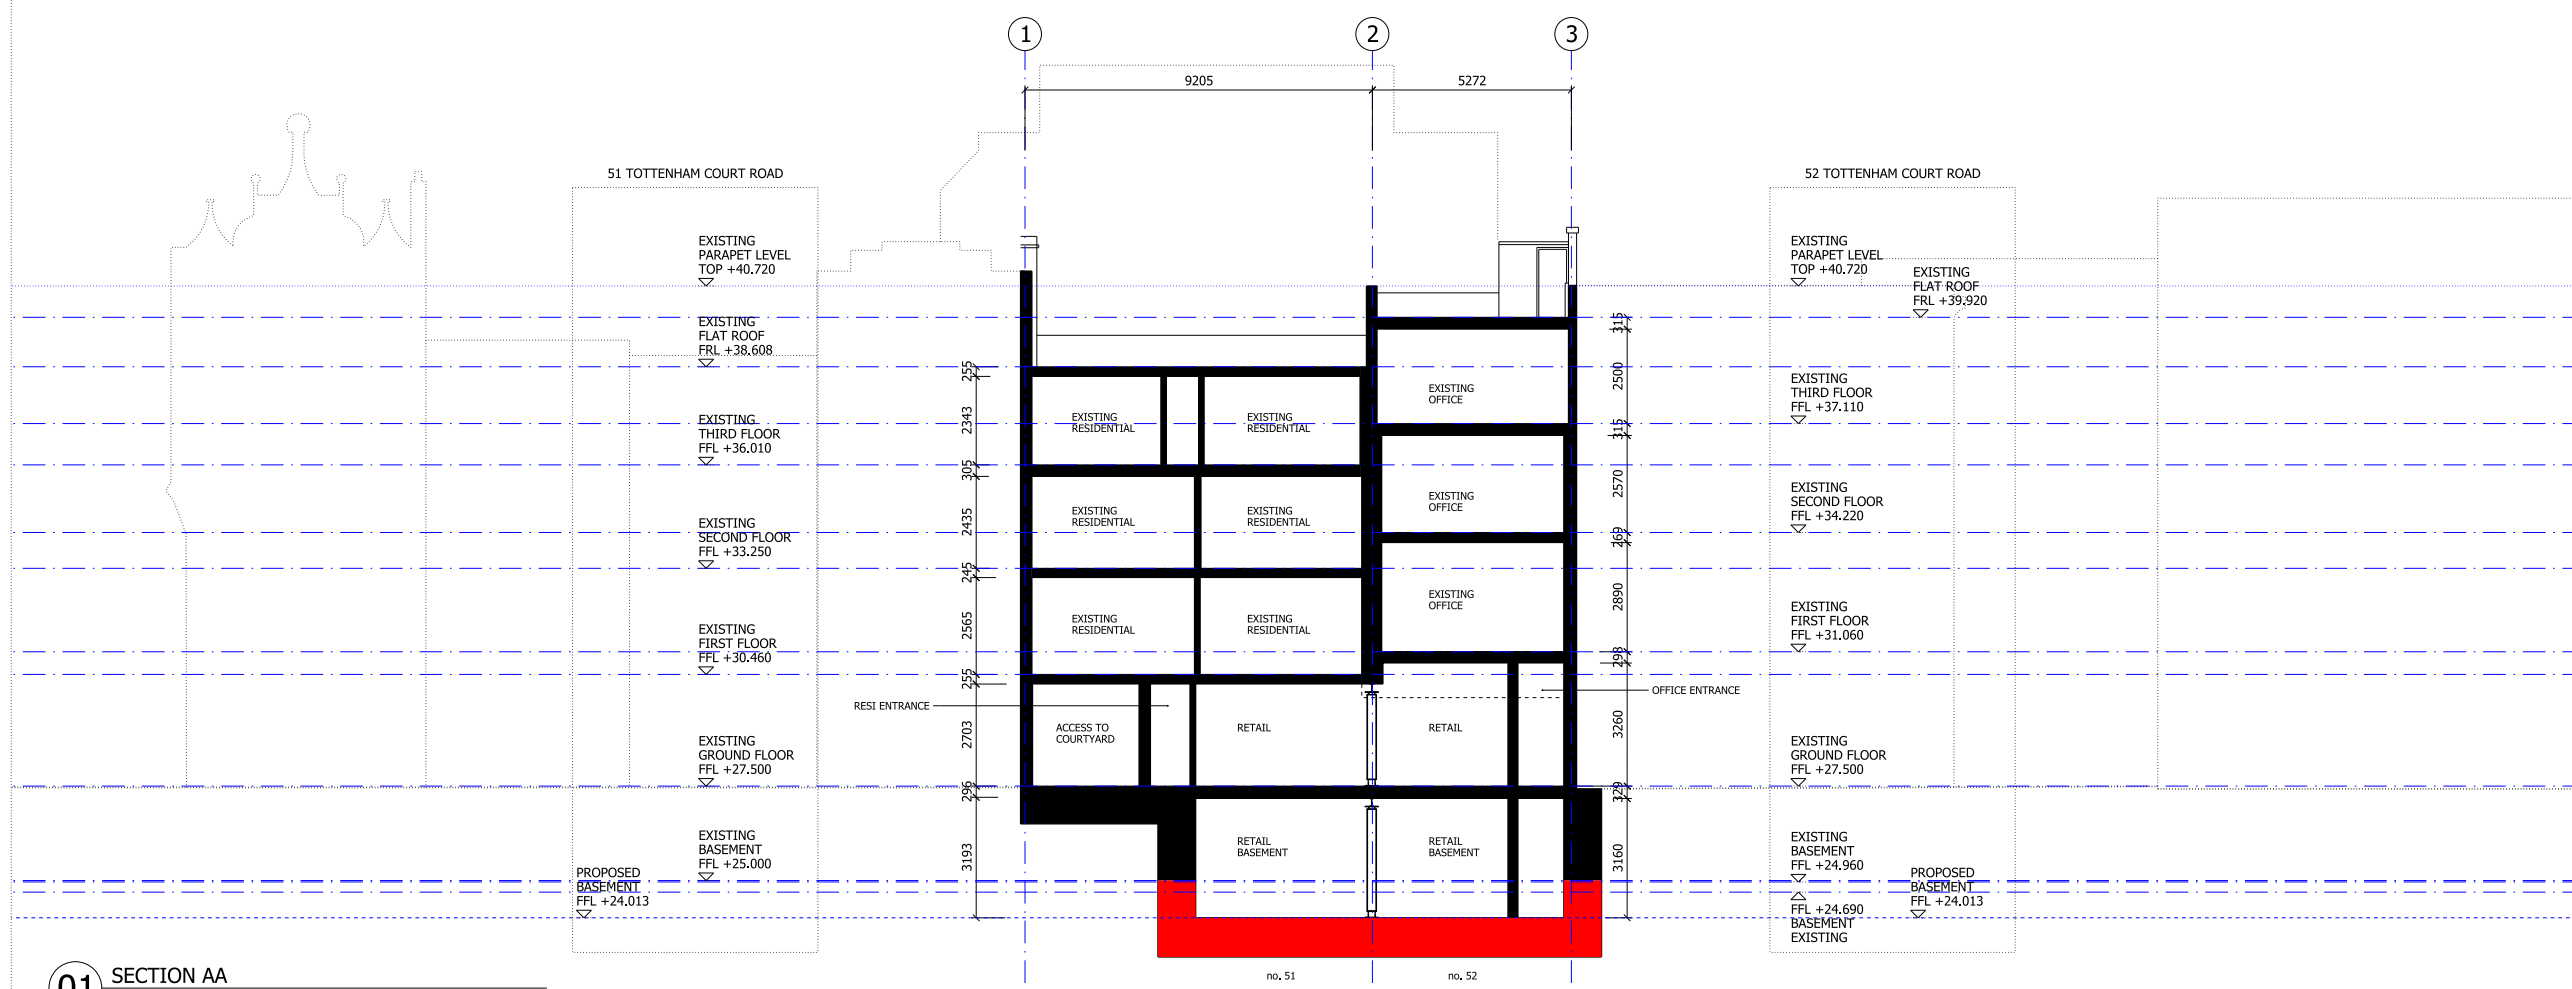 1
2
3
9205
5272
51 TOTTENHAM COURT ROAD
52 TOTTENHAM COURT ROAD
EXISTING
PARAPET LEVEL
TOP +40.720
EXISTING
FLAT ROOF
FRL +38.608
EXISTING
THIRD FLOOR
FFL +36.010
EXISTING
SECOND FLOOR
FFL +33.250
EXISTING
FIRST FLOOR
FFL +30.460
EXISTING
GROUND FLOOR
FFL +27.500
EXISTING
BASEMENT
FFL +25.000
PROPOSED
BASEMENT
FFL +24.013
255
2343
305
2435
245
2565
255
2703
296
3193
EXISTING
RESIDENTIAL
EXISTING
RESIDENTIAL
EXISTING
RESIDENTIAL
EXISTING
RESIDENTIAL
EXISTING
RESIDENTIAL
EXISTING
RESIDENTIAL
RESI ENTRANCE
ACCESS TO
COURTYARD
RETAIL
RETAIL
RETAIL
BASEMENT
RETAIL
BASEMENT
EXISTING
OFFICE
EXISTING
OFFICE
EXISTING
OFFICE
OFFICE ENTRANCE
315
2500
315
2570
269
2890
298
3260
329
3160
EXISTING
PARAPET LEVEL
TOP +40.720
EXISTING
FLAT ROOF
FRL +39.920
EXISTING
THIRD FLOOR
FFL +37.110
EXISTING
SECOND FLOOR
FFL +34.220
EXISTING
FIRST FLOOR
FFL +31.060
EXISTING
GROUND FLOOR
FFL +27.500
EXISTING
BASEMENT
FFL +24.960
FFL +24.690
BASEMENT
EXISTING
PROPOSED
BASEMENT
FFL +24.013
no. 51
no. 52
01
SECTION AA